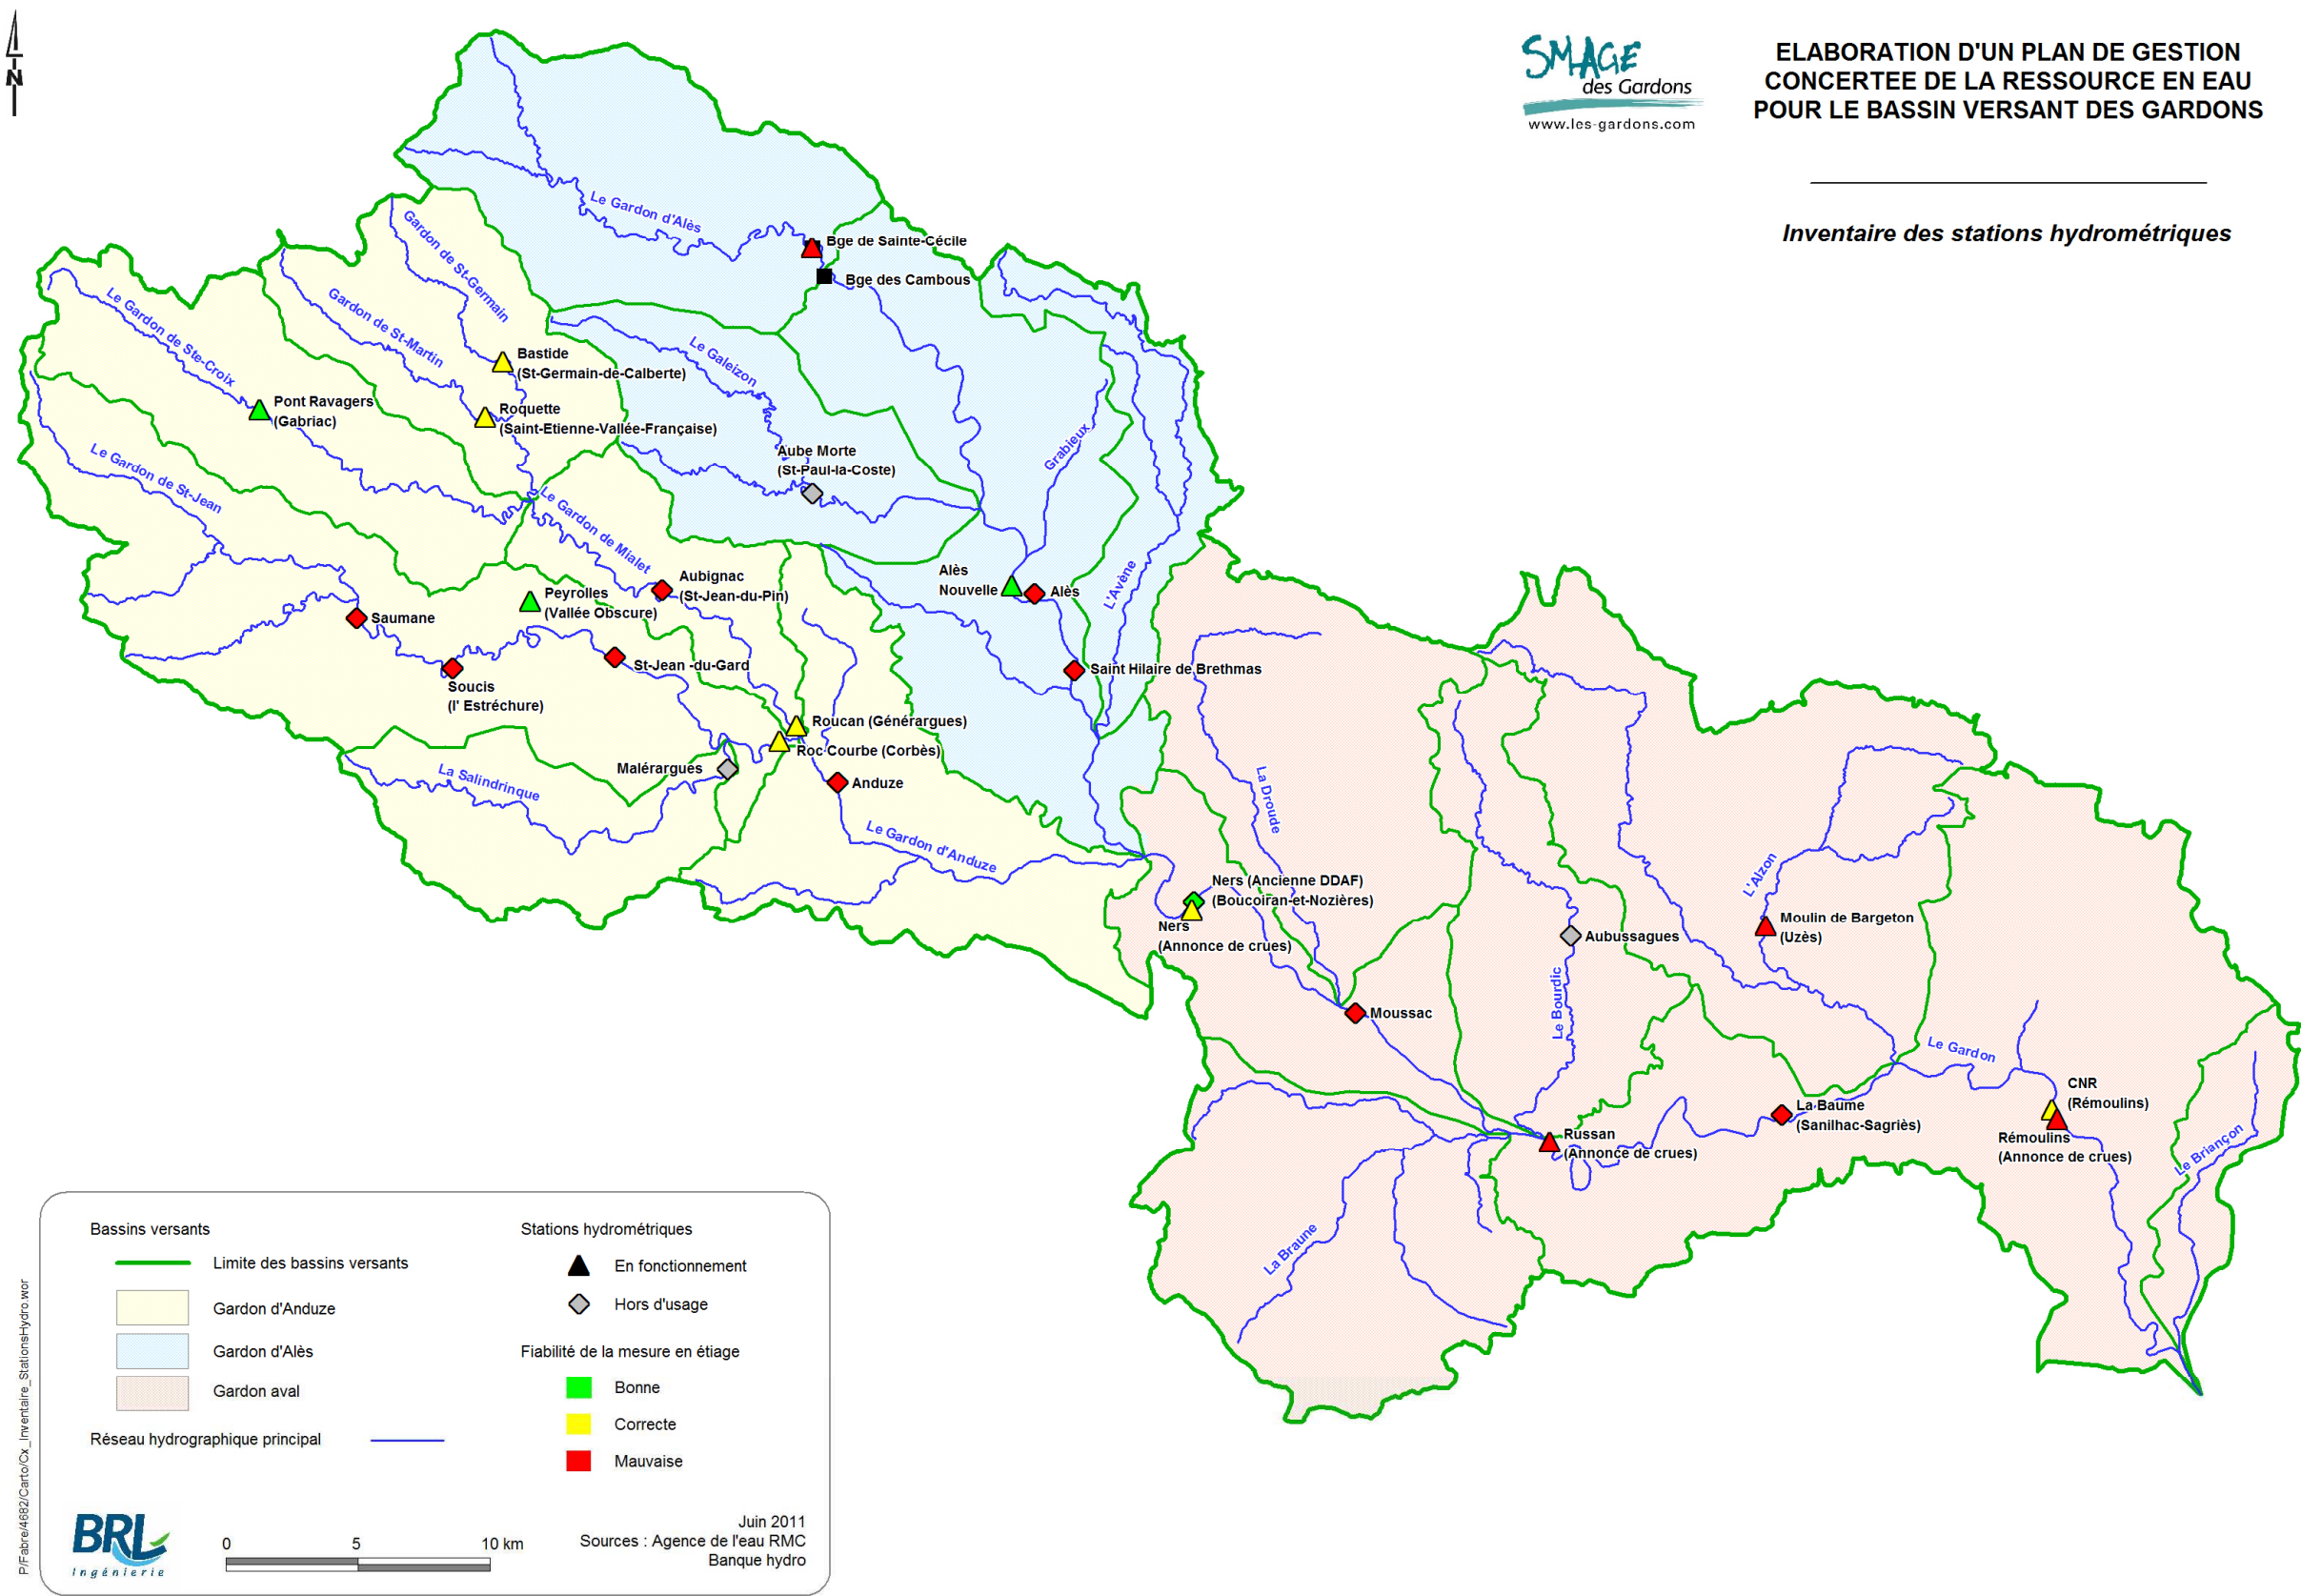 N
SMAGE
des Gardons
www.les-gardons.com
ELABORATION D'UN PLAN DE GESTION
CONCERTEE DE LA RESSOURCE EN EAU
POUR LE BASSIN VERSANT DES GARDONS
Inventaire des stations hydrométriques
Le Gardon d'Alès
Bge de Sainte-Cécile
Bge des Cambous
Gardon de St-Germain
Gardon de St-Martin
Le Gardon de Ste-Croix
Bastide
(St-Germain-de-Calberte)
Le Galeizon
Pont Ravagers
(Gabriac)
Roquette
(Saint-Etienne-Vallée-Française)
Grabieux
Aube Morte
(St-Paul-la-Coste)
Le Gardon de St-Jean
Le Gardon de Mialet
Alès
Nouvelle
Alès
L'Avène
Aubignac
(St-Jean-du-Pin)
Peyrolles
(Vallée Obscure)
Saumane
St-Jean -du-Gard
Saint Hilaire de Brethmas
Soucis
(l' Estréchure)
Roucan (Générargues)
Roc Courbe (Corbès)
Malérargues
Anduze
La Salindrinque
Le Gardon d'Anduze
La Droude
Ners (Ancienne DDAF)
(Boucoiran-et-Nozières)
Ners
(Annonce de crues)
L'Alzon
Moulin de Bargeton
(Uzès)
Aubussagues
Le Bourdic
Moussac
Le Gardon
CNR
(Rémoulins)
La Baume
(Sanilhac-Sagriès)
Russan
(Annonce de crues)
Rémoulins
(Annonce de crues)
Le Briançon
La Braune
Bassins versants
Limite des bassins versants
Gardon d'Anduze
Gardon d'Alès
Gardon aval
Réseau hydrographique principal
Stations hydrométriques
En fonctionnement
Hors d'usage
Fiabilité de la mesure en étiage
Bonne
Correcte
Mauvaise
BRL
Ingénierie
0 5 10 km
Juin 2011
Sources : Agence de l'eau RMC
Banque hydro
P/Fabre/4682/Carto/Cx_Inventaire_StationsHydro.wor